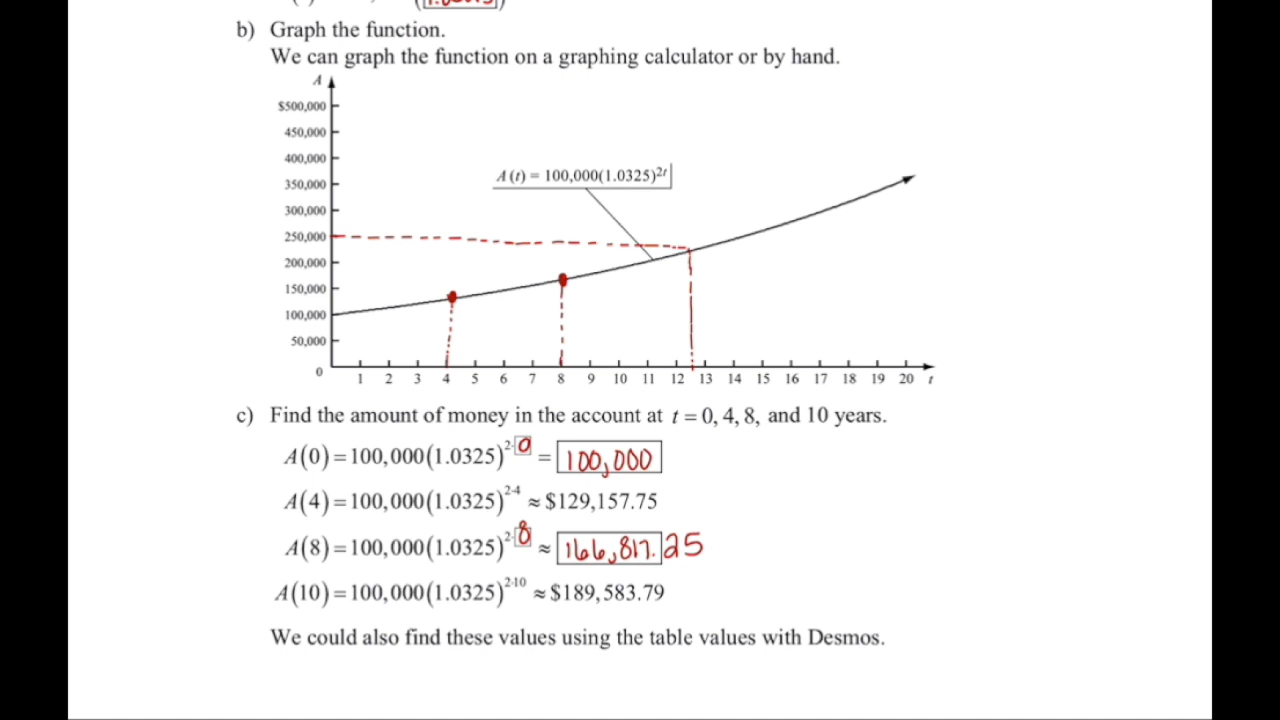 b) Graph the function.
We can graph the function on a graphing calculator or by hand.
A
$500,000
450,000
400,000
A(t) = 100,000(1.0325)^2t
350,000
300,000
250,000
200,000
150,000
100,000
50,000
0
1 2 3 4 5 6 7 8 9 10 11 12 13 14 15 16 17 18 19 20 t
c) Find the amount of money in the account at t = 0, 4, 8, and 10 years.
A(0) = 100,000(1.0325)^2·0 = 100,000
A(4) = 100,000(1.0325)^2·4 ≈ $129,157.75
A(8) = 100,000(1.0325)^2·8 ≈ 166,817.25
A(10) = 100,000(1.0325)^2·10 ≈ $189,583.79
We could also find these values using the table values with Desmos.